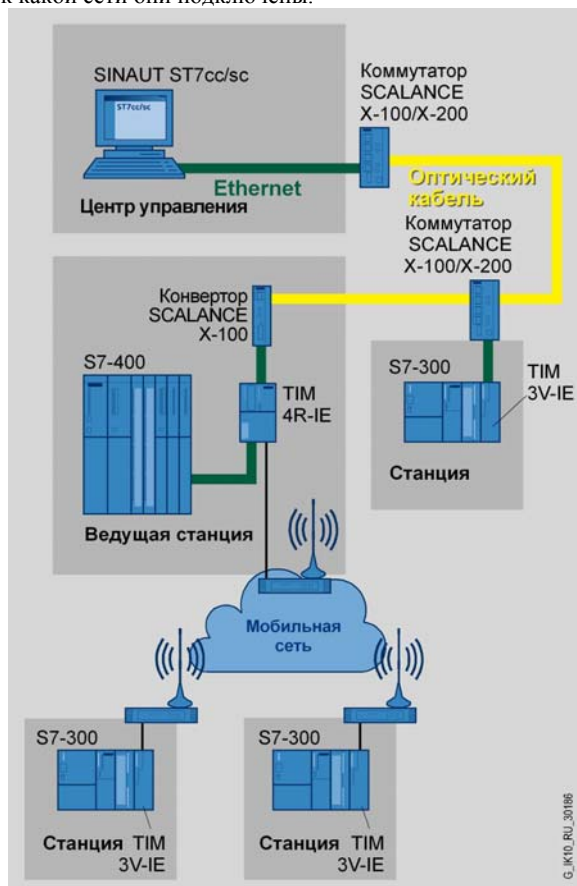 к какой сети они подключены.
SINAUT ST7cc/sc
ST7cc/sc
Коммутатор
SCALANCE
X-100/X-200
Ethernet
Центр управления
Оптический
кабель
Коммутатор
SCALANCE
X-100/X-200
Конвертор
SCALANCE
X-100
S7-400
TIM
4R-IE
S7-300
TIM
3V-IE
Станция
Ведущая станция
Мобильная
сеть
S7-300
Станция TIM
3V-IE
S7-300
Станция TIM
3V-IE
G_IK10_RU_30186